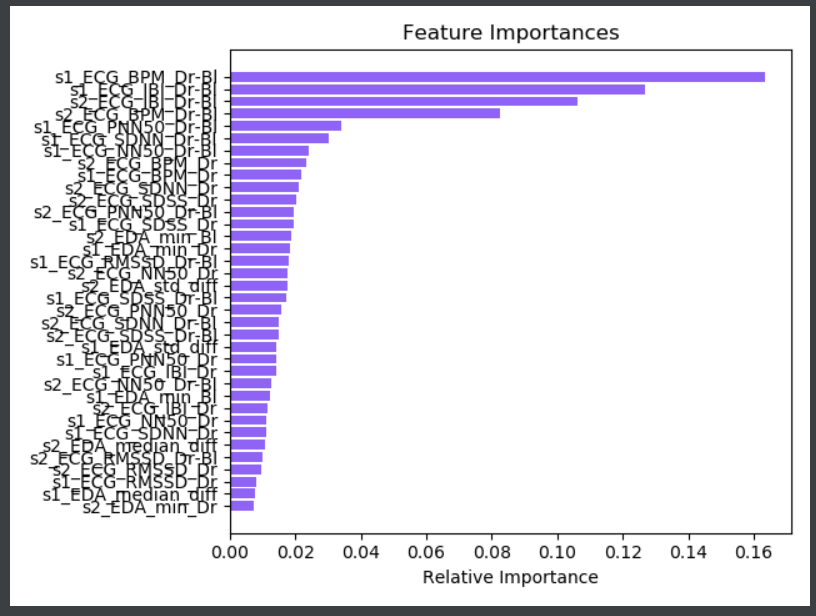 Feature Importances
s1_ECG_BPM_Dr-Bl
s1_ECG_IBI_Dr-Bl
s2_ECG_IBI_Dr-Bl
s2_ECG_BPM_Dr-Bl
s1_ECG_PNN50_Dr-Bl
s1_ECG_SDNN_Dr-Bl
s1_ECG_NN50_Dr-Bl
s2_ECG_BPM_Dr
s1_ECG_BPM_Dr
s2_ECG_SDNN_Dr
s2_ECG_SDSS_Dr
s2_ECG_PNN50_Dr-Bl
s1_ECG_SDSS_Dr
s2_EDA_min_Bl
s1_EDA_min_Dr
s1_ECG_RMSSD_Dr-Bl
s2_ECG_NN50_Dr
s2_EDA_std_diff
s1_ECG_SDSS_Dr-Bl
s2_ECG_PNN50_Dr
s2_ECG_SDNN_Dr-Bl
s2_ECG_SDSS_Dr-Bl
s1_EDA_std_diff
s1_ECG_PNN50_Dr
s1_ECG_IBI_Dr
s2_ECG_NN50_Dr-Bl
s1_EDA_min_Bl
s2_ECG_IBI_Dr
s1_ECG_NN50_Dr
s1_ECG_SDNN_Dr
s2_EDA_median_diff
s2_ECG_RMSSD_Dr-Bl
s2_ECG_RMSSD_Dr
s1_ECG_RMSSD_Dr
s1_EDA_median_diff
s2_EDA_min_Dr
0.00 0.02 0.04 0.06 0.08 0.10 0.12 0.14 0.16
Relative Importance